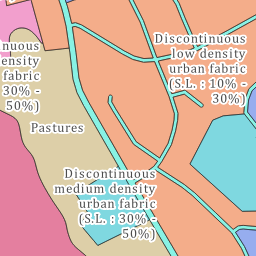 Discontinuous
low density
urban fabric
(S.L. : 10% -
30%)
nuous
ensity
fabric
30% -
50%)
Pastures
Discontinuous
medium density
urban fabric
(S.L. : 30% -
50%)